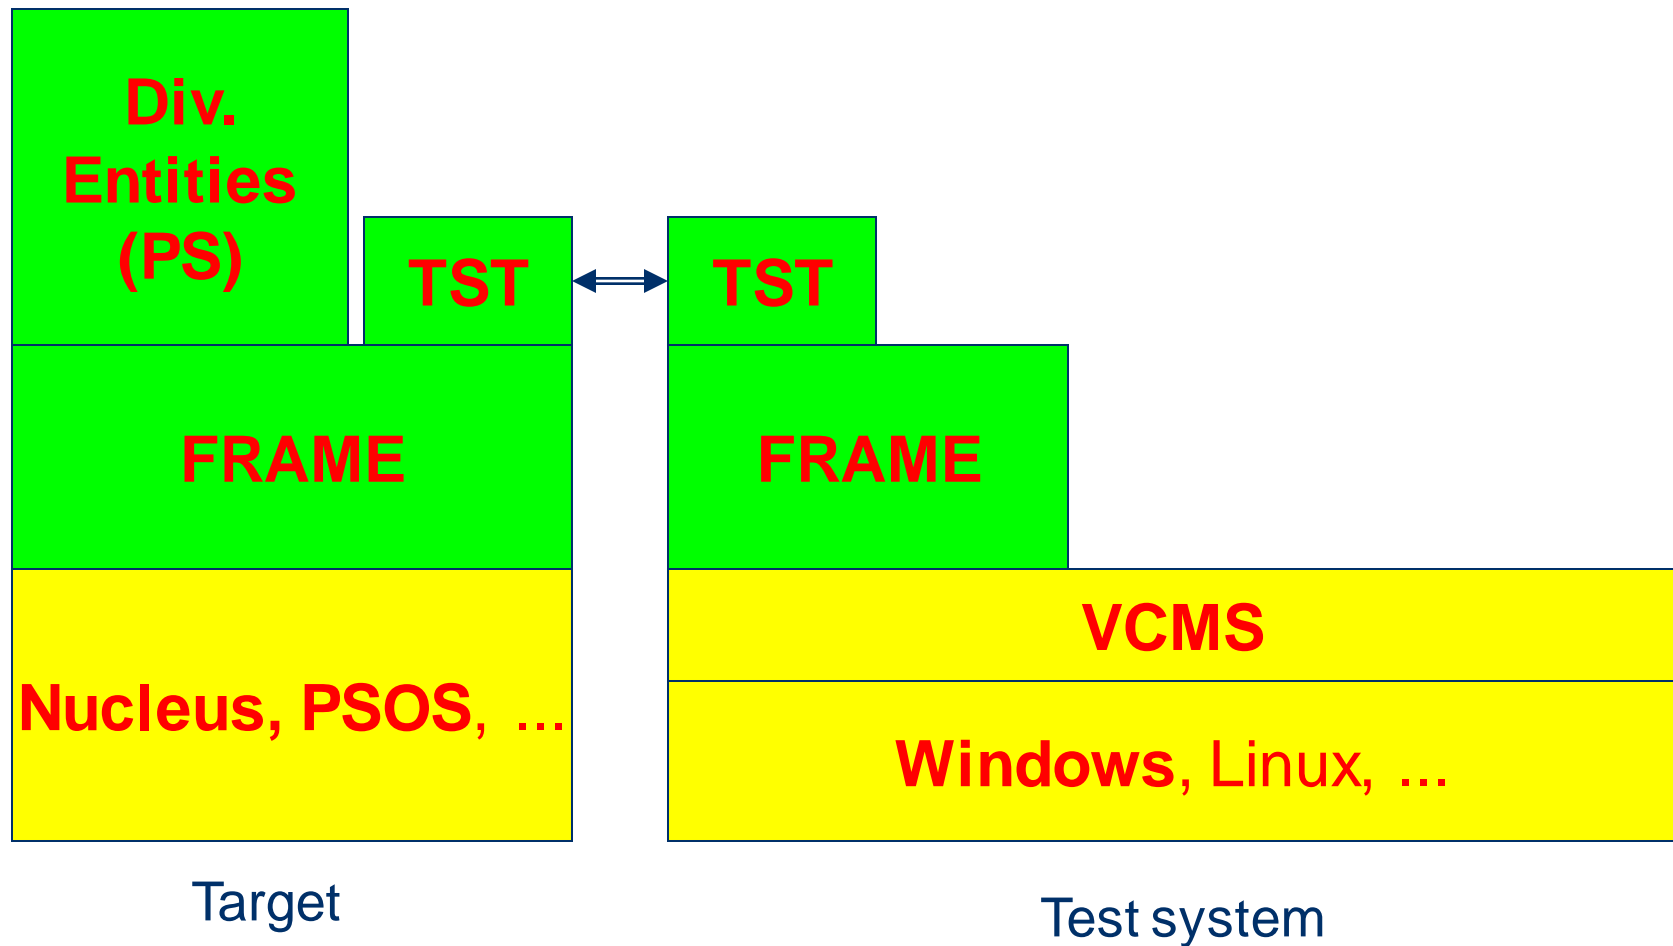 Div.
Entities
(PS)
TST
TST
FRAME
FRAME
VCMS
Nucleus, PSOS, ...
Windows, Linux, ...
Target
Test system